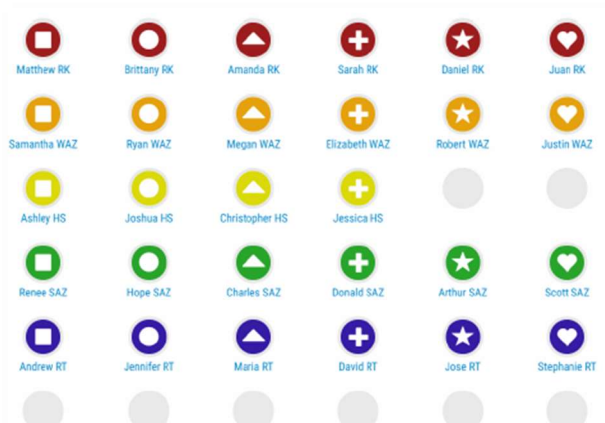 Matthew RK Brittany RK Amanda RK Sarah RK Daniel RK Juan RK
Samantha WAZ Ryan WAZ Megan WAZ Elizabeth WAZ Robert WAZ Justin WAZ
Ashley HS Joshua HS Christopher HS Jessica HS
Renee SAZ Hope SAZ Charles SAZ Donald SAZ Arthur SAZ Scott SAZ
Andrew RT Jennifer RT Maria RT David RT Jose RT Stephanie RT